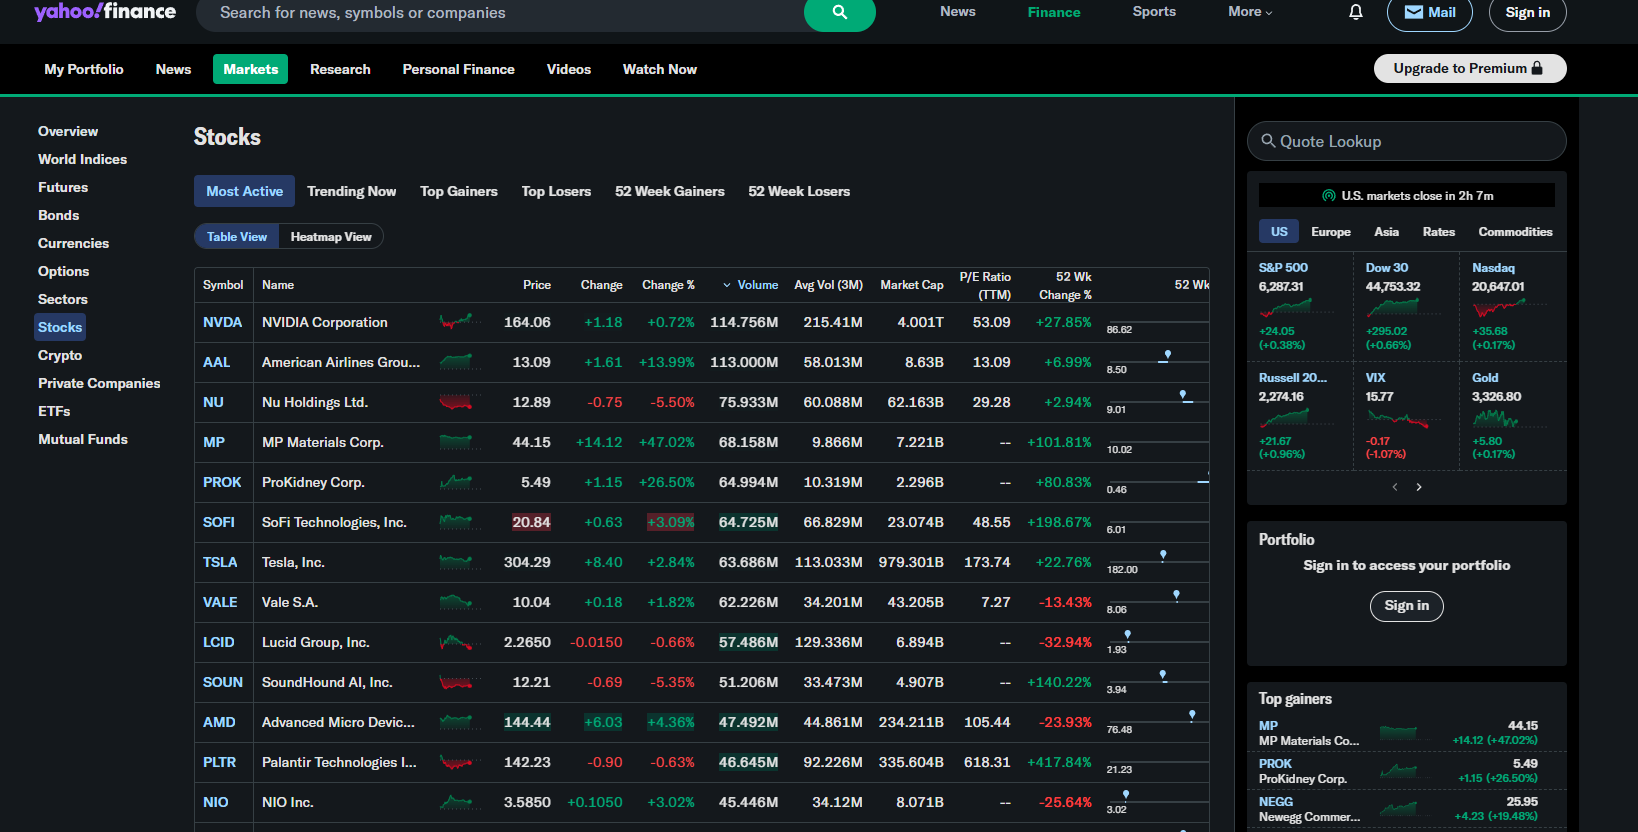 yahoo!finance Search for news, symbols or companies News Finance Sports More Mail Sign in
My Portfolio News Markets Research Personal Finance Videos Watch Now Upgrade to Premium
Overview
World Indices
Futures
Bonds
Currencies
Options
Sectors
Stocks
Crypto
Private Companies
ETFs
Mutual Funds
Stocks
Most Active Trending Now Top Gainers Top Losers 52 Week Gainers 52 Week Losers
Table View Heatmap View
Symbol Name Price Change Change % Volume Avg Vol (3M) Market Cap P/E Ratio (TTM) 52 Wk Change % 52 Wk
NVDA NVIDIA Corporation 164.06 +1.18 +0.72% 114.756M 215.41M 4.001T 53.09 +27.85% 86.62
AAL American Airlines Grou... 13.09 +1.61 +13.99% 113.000M 58.013M 8.63B 13.09 +6.99% 8.50
NU Nu Holdings Ltd. 12.89 -0.75 -5.50% 75.933M 60.088M 62.163B 29.28 +2.94% 9.01
MP MP Materials Corp. 44.15 +14.12 +47.02% 68.158M 9.866M 7.221B -- +101.81% 10.02
PROK ProKidney Corp. 5.49 +1.15 +26.50% 64.994M 10.319M 2.296B -- +80.83% 0.46
SOFI SoFi Technologies, Inc. 20.84 +0.63 +3.09% 64.725M 66.829M 23.074B 48.55 +198.67% 6.01
TSLA Tesla, Inc. 304.29 +8.40 +2.84% 63.686M 113.033M 979.301B 173.74 +22.76% 182.00
VALE Vale S.A. 10.04 +0.18 +1.82% 62.226M 34.201M 43.205B 7.27 -13.43% 8.06
LCID Lucid Group, Inc. 2.2650 -0.0150 -0.66% 57.486M 129.336M 6.894B -- -32.94% 1.93
SOUN SoundHound AI, Inc. 12.21 -0.69 -5.35% 51.206M 33.473M 4.907B -- +140.22% 3.94
AMD Advanced Micro Devic... 144.44 +6.03 +4.36% 47.492M 44.861M 234.211B 105.44 -23.93% 76.48
PLTR Palantir Technologies I... 142.23 -0.90 -0.63% 46.645M 92.226M 335.604B 618.31 +417.84% 21.23
NIO NIO Inc. 3.5850 +0.1050 +3.02% 45.446M 34.12M 8.071B -- -25.64% 3.02
Quote Lookup
U.S. markets close in 2h 7m
US Europe Asia Rates Commodities
S&P 500 Dow 30 Nasdaq
6,287.31 44,753.32 20,647.01
+24.05 +295.02 +35.68
(+0.38%) (+0.66%) (+0.17%)
Russell 20... VIX Gold
2,274.16 15.77 3,326.80
+21.67 -0.17 +5.80
(+0.96%) (-1.07%) (+0.17%)
Portfolio
Sign in to access your portfolio
Sign in
Top gainers
MP 44.15
MP Materials Co... +14.12 (+47.02%)
PROK 5.49
ProKidney Corp. +1.15 (+26.50%)
NEGG 25.95
Newegg Commer... +4.23 (+19.48%)